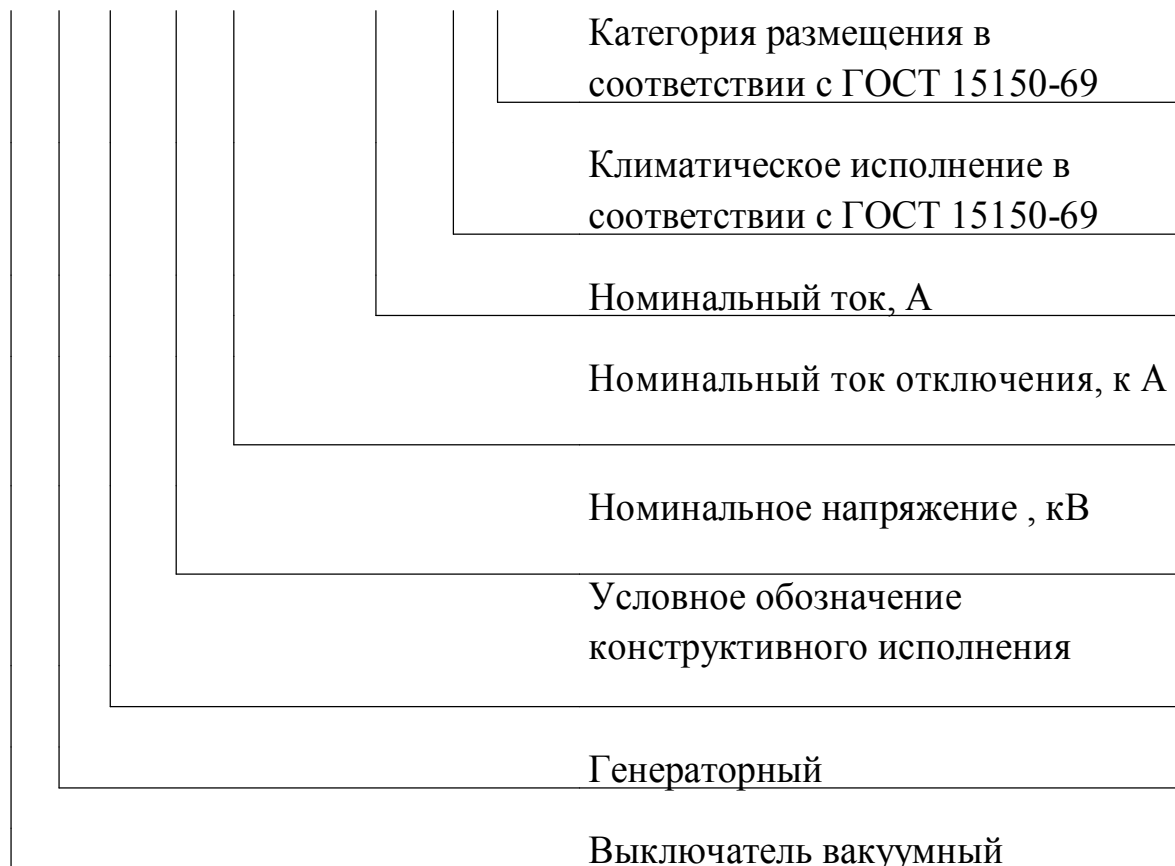 Категория размещения в
соответствии с ГОСТ 15150-69
Климатическое исполнение в
соответствии с ГОСТ 15150-69
Номинальный ток, А
Номинальный ток отключения, к А
Номинальное напряжение , кВ
Условное обозначение
конструктивного исполнения
Генераторный
Выключатель вакуумный